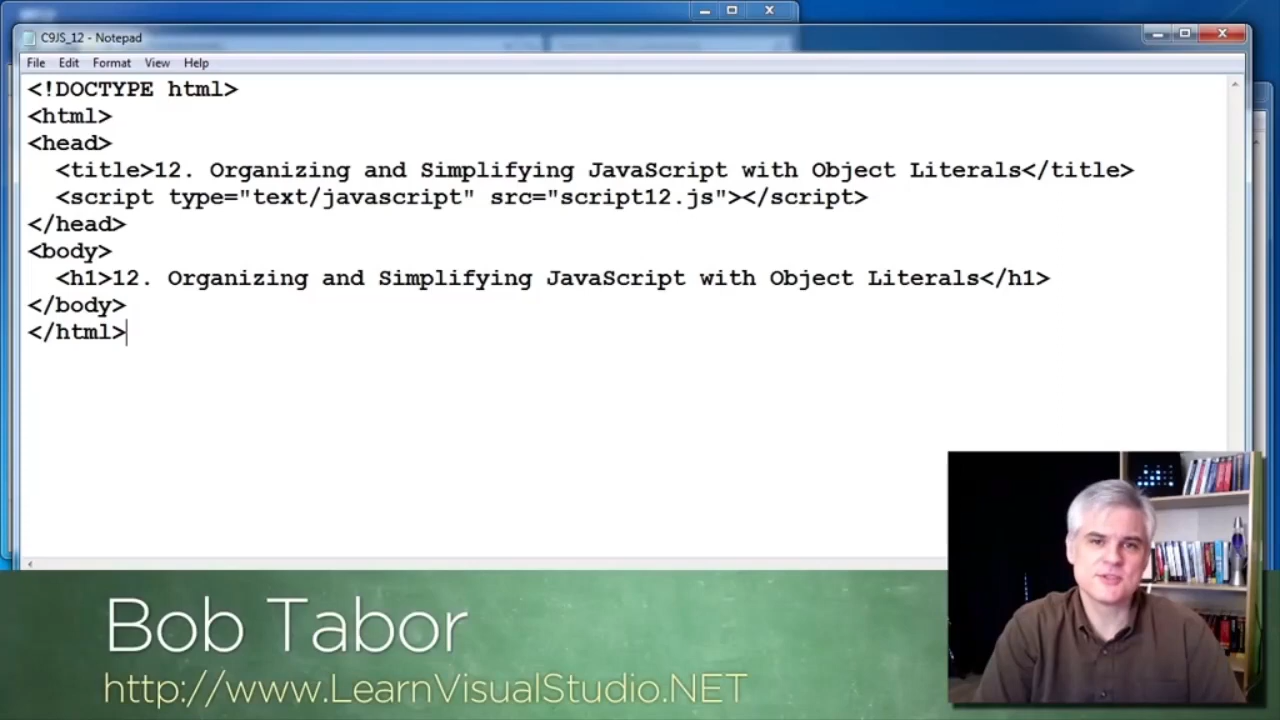 C9JS_12 - Notepad
File Edit Format View Help
<!DOCTYPE html>
<html>
<head>
  <title>12. Organizing and Simplifying JavaScript with Object Literals</title>
  <script type="text/javascript" src="script12.js"></script>
</head>
<body>
  <h1>12. Organizing and Simplifying JavaScript with Object Literals</h1>
</body>
</html>
Bob Tabor
http://www.LearnVisualStudio.NET